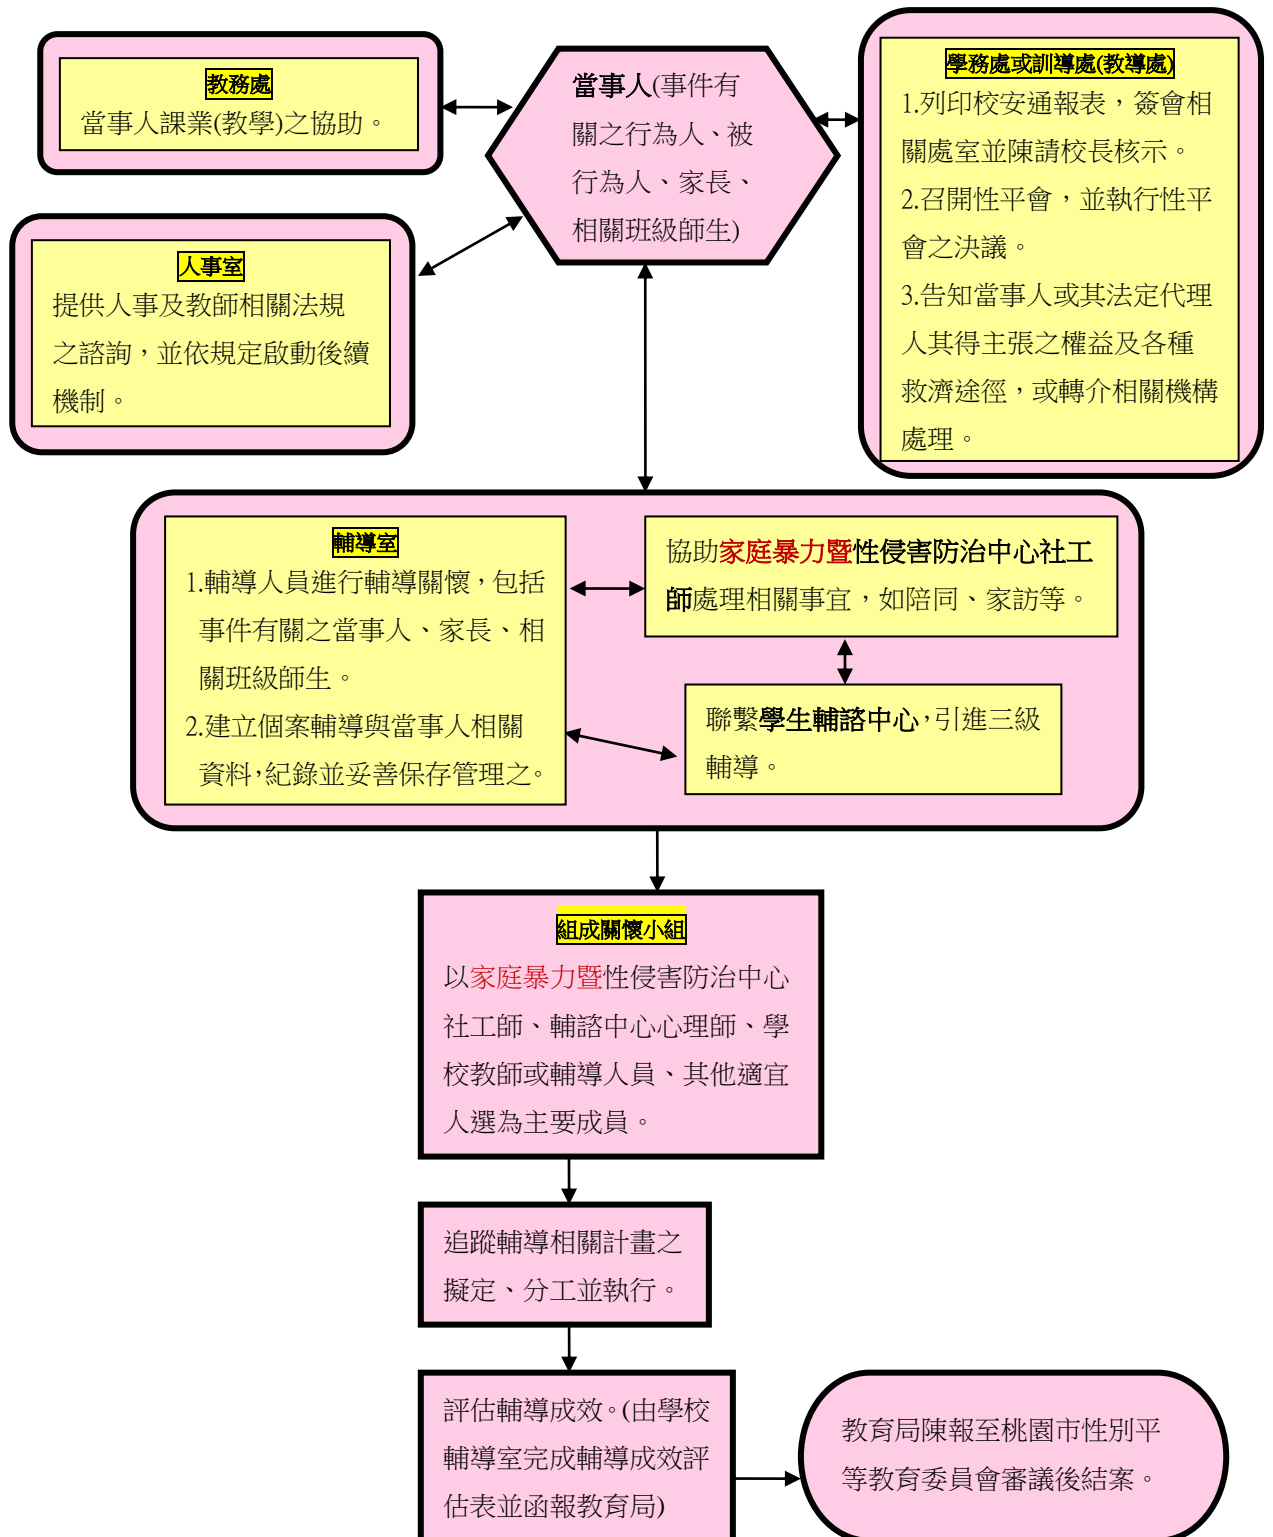 教務處
當事人課業(教學)之協助。
當事人(事件有
關之行為人、被
行為人、家長、
相關班級師生)
學務處或訓導處(教導處)
1.列印校安通報表，簽會相
關處室並陳請校長核示。
2.召開性平會，並執行性平
會之決議。
3.告知當事人或其法定代理
人其得主張之權益及各種
救濟途徑，或轉介相關機構
處理。
人事室
提供人事及教師相關法規
之諮詢，並依規定啟動後續
機制。
輔導室
1.輔導人員進行輔導關懷，包括
事件有關之當事人、家長、相
關班級師生。
2.建立個案輔導與當事人相關
資料，紀錄並妥善保存管理之。
協助家庭暴力暨性侵害防治中心社工
師處理相關事宜，如陪同、家訪等。
聯繫學生輔諮中心，引進三級
輔導。
組成關懷小組
以家庭暴力暨性侵害防治中心
社工師、輔諮中心心理師、學
校教師或輔導人員、其他適宜
人選為主要成員。
追蹤輔導相關計畫之
擬定、分工並執行。
評估輔導成效。(由學校
輔導室完成輔導成效評
估表並函報教育局)
教育局陳報至桃園市性別平
等教育委員會審議後結案。